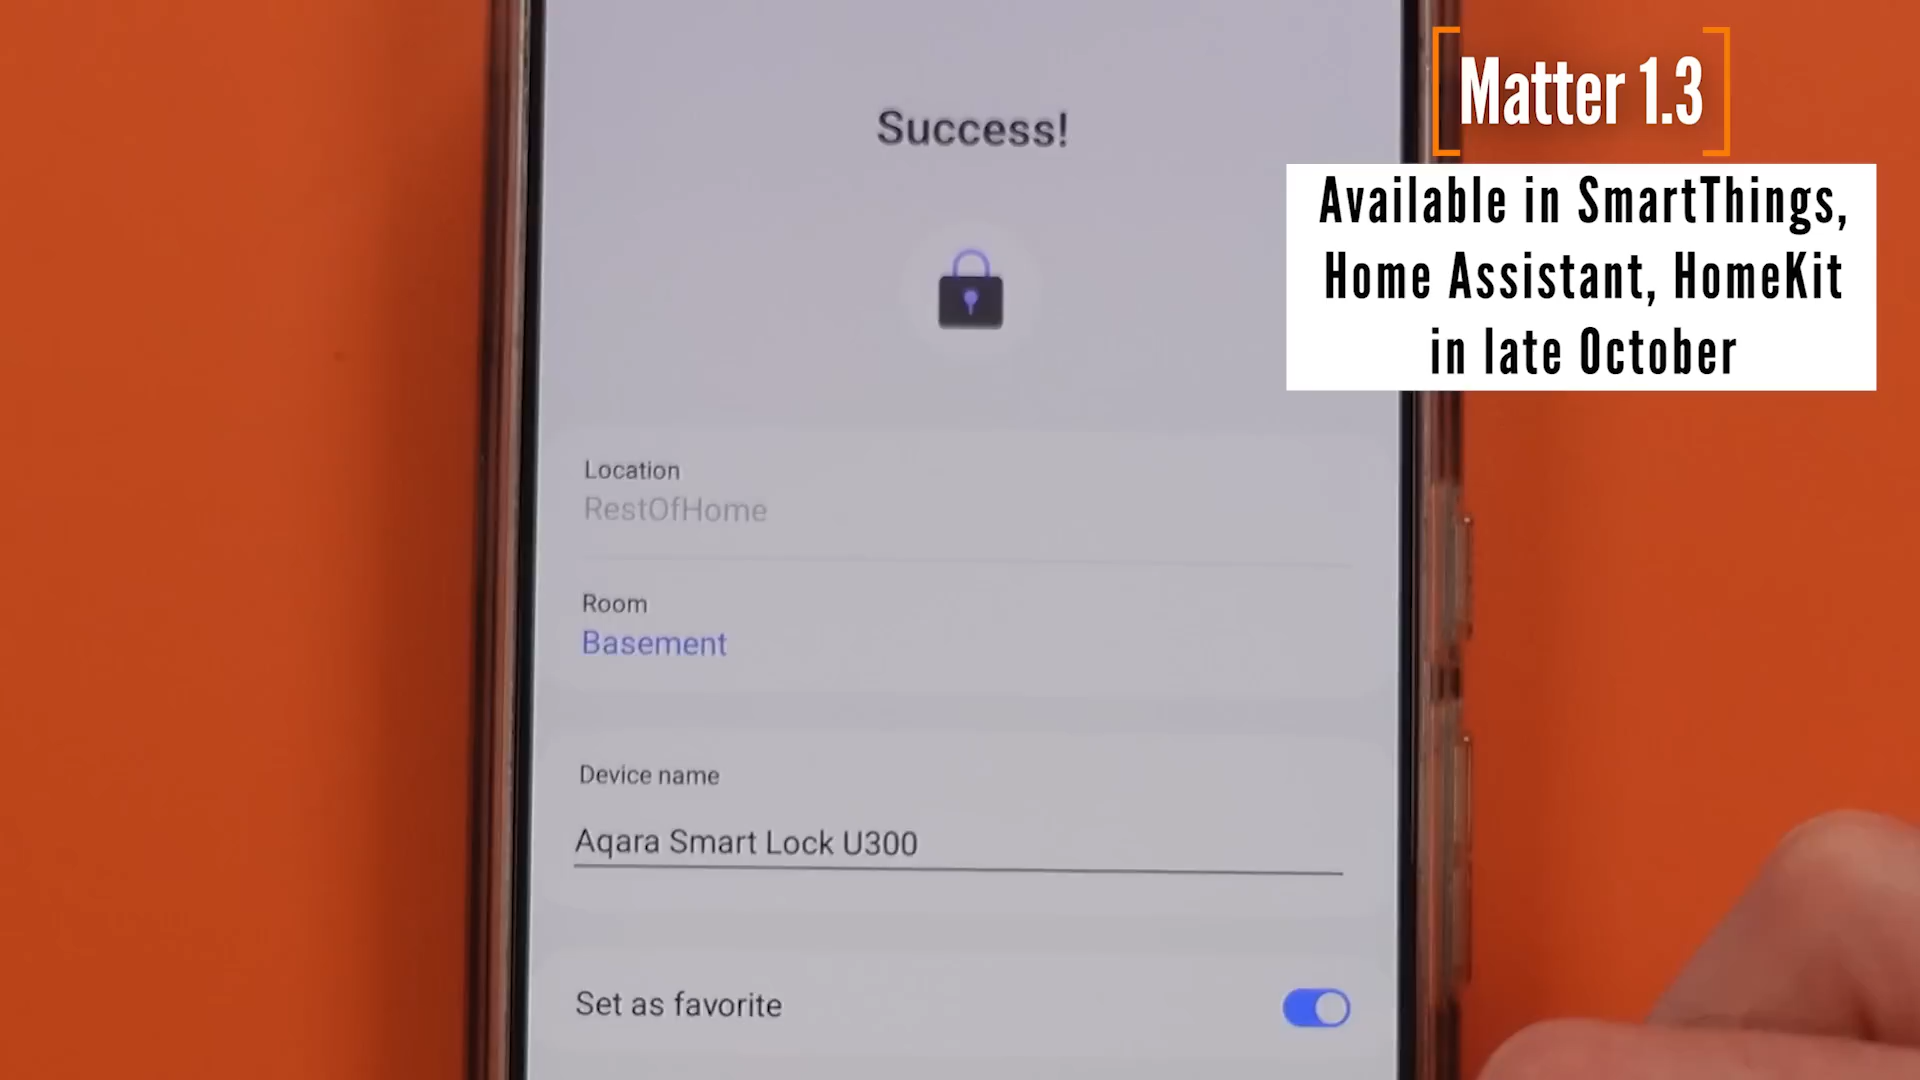 Matter 1.3
Available in SmartThings,
Home Assistant, HomeKit
in late October
Success!
Location
RestOfHome
Room
Basement
Device name
Aqara Smart Lock U300
Set as favorite